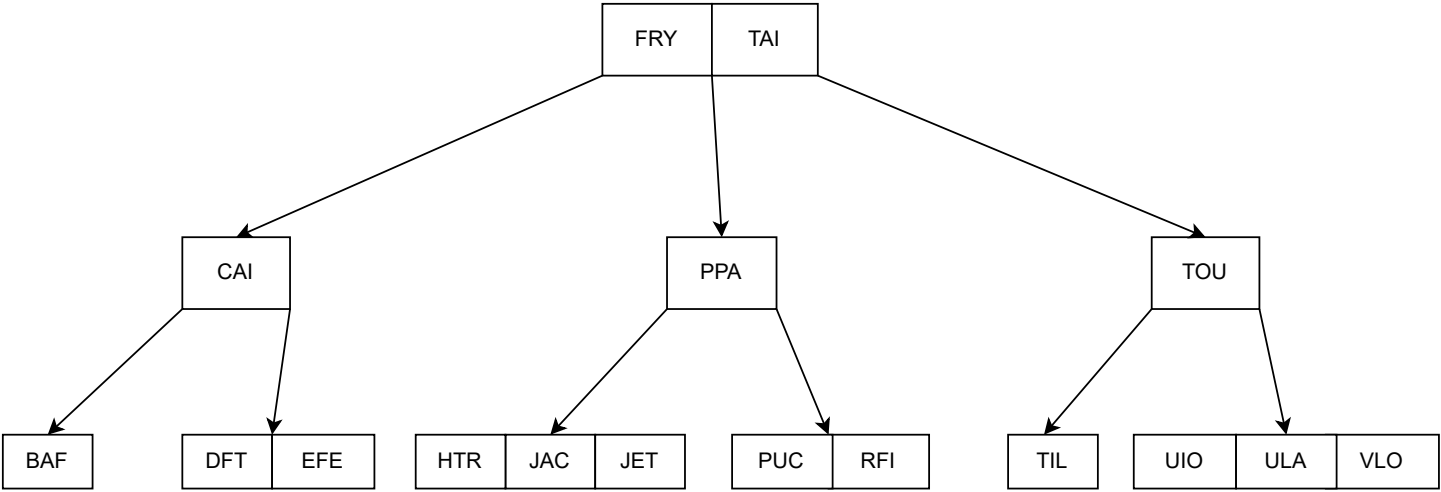 FRY TAI
CAI PPA TOU
BAF DFT EFE HTR JAC JET PUC RFI TIL UIO ULA VLO